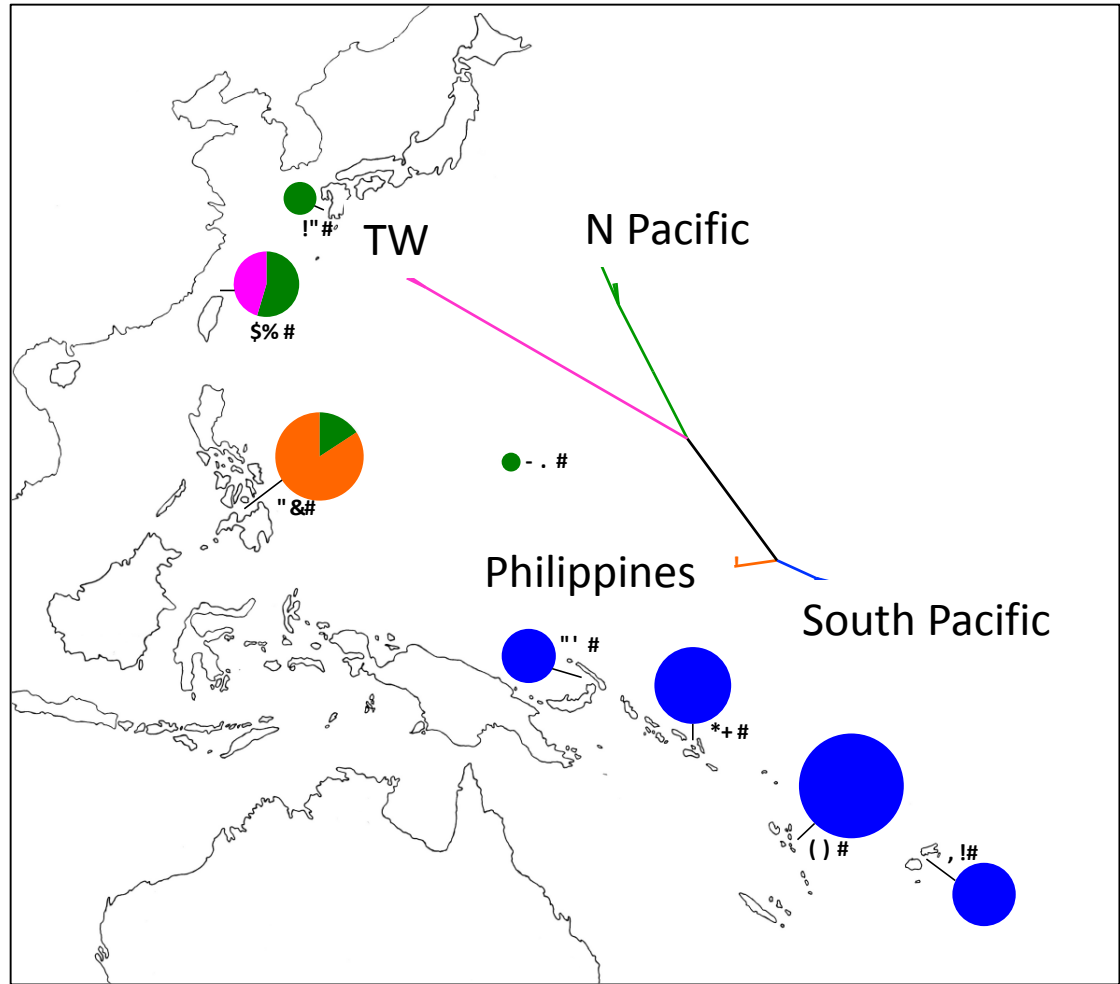 !"#
TW
N Pacific
$% #
- . #
"&#
Philippines
South Pacific
"' #
*+ #
( ) #
, !#